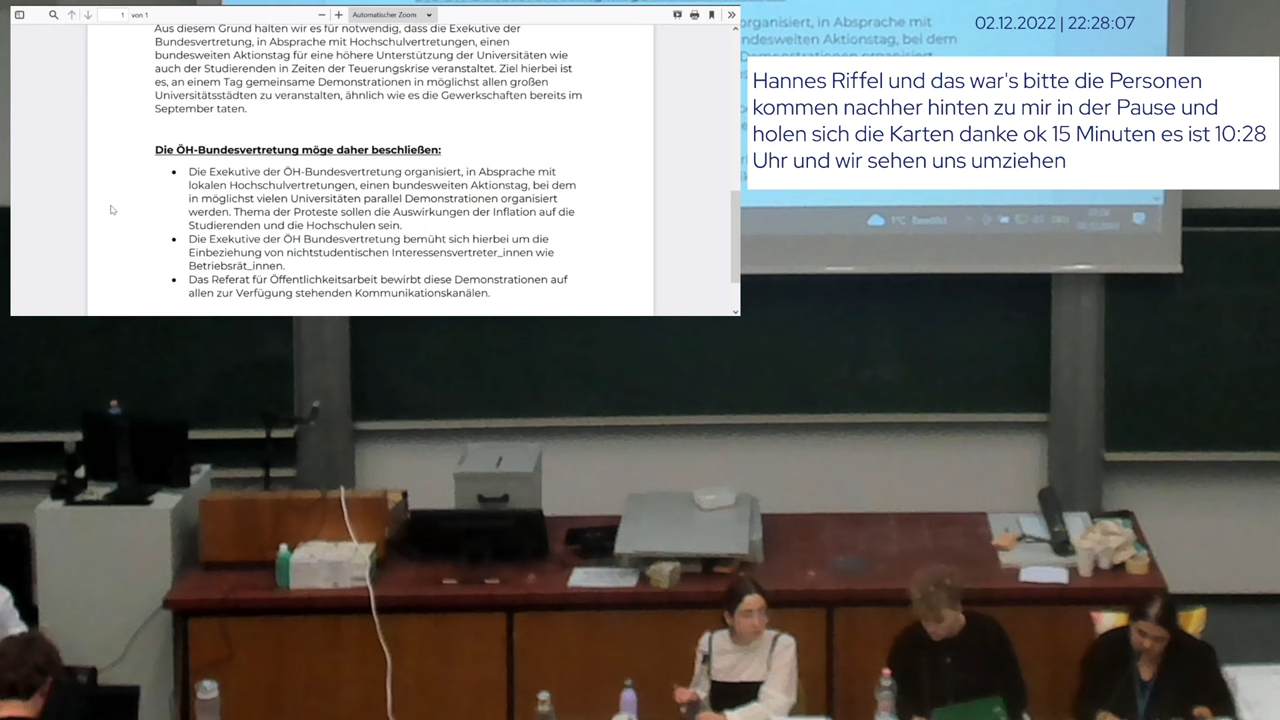 1 von 1
Automatischer Zoom
Aus diesem Grund halten wir es für notwendig, dass die Exekutive der
Bundesvertretung, in Absprache mit Hochschulvertretungen, einen
bundesweiten Aktionstag für eine höhere Unterstützung der Universitäten wie
auch der Studierenden in Zeiten der Teuerungskrise veranstaltet. Ziel hierbei ist
es, an einem Tag gemeinsame Demonstrationen in möglichst allen großen
Universitätsstädten zu veranstalten, ähnlich wie es die Gewerkschaften bereits im
September taten.
Die ÖH-Bundesvertretung möge daher beschließen:
• Die Exekutive der ÖH-Bundesvertretung organisiert, in Absprache mit
lokalen Hochschulvertretungen, einen bundesweiten Aktionstag, bei dem
in möglichst vielen Universitäten parallel Demonstrationen organisiert
werden. Thema der Proteste sollen die Auswirkungen der Inflation auf die
Studierenden und die Hochschulen sein.
• Die Exekutive der ÖH Bundesvertretung bemüht sich hierbei um die
Einbeziehung von nichtstudentischen Interessensvertreter_innen wie
Betriebsrät_innen.
• Das Referat für Öffentlichkeitsarbeit bewirbt diese Demonstrationen auf
allen zur Verfügung stehenden Kommunikationskanälen.
organisiert, in Absprache mit
ndesweiten Aktionstag, bei dem
02.12.2022 | 22:28:07
Hannes Riffel und das war's bitte die Personen
kommen nachher hinten zu mir in der Pause und
holen sich die Karten danke ok 15 Minuten es ist 10:28
Uhr und wir sehen uns umziehen
1°C